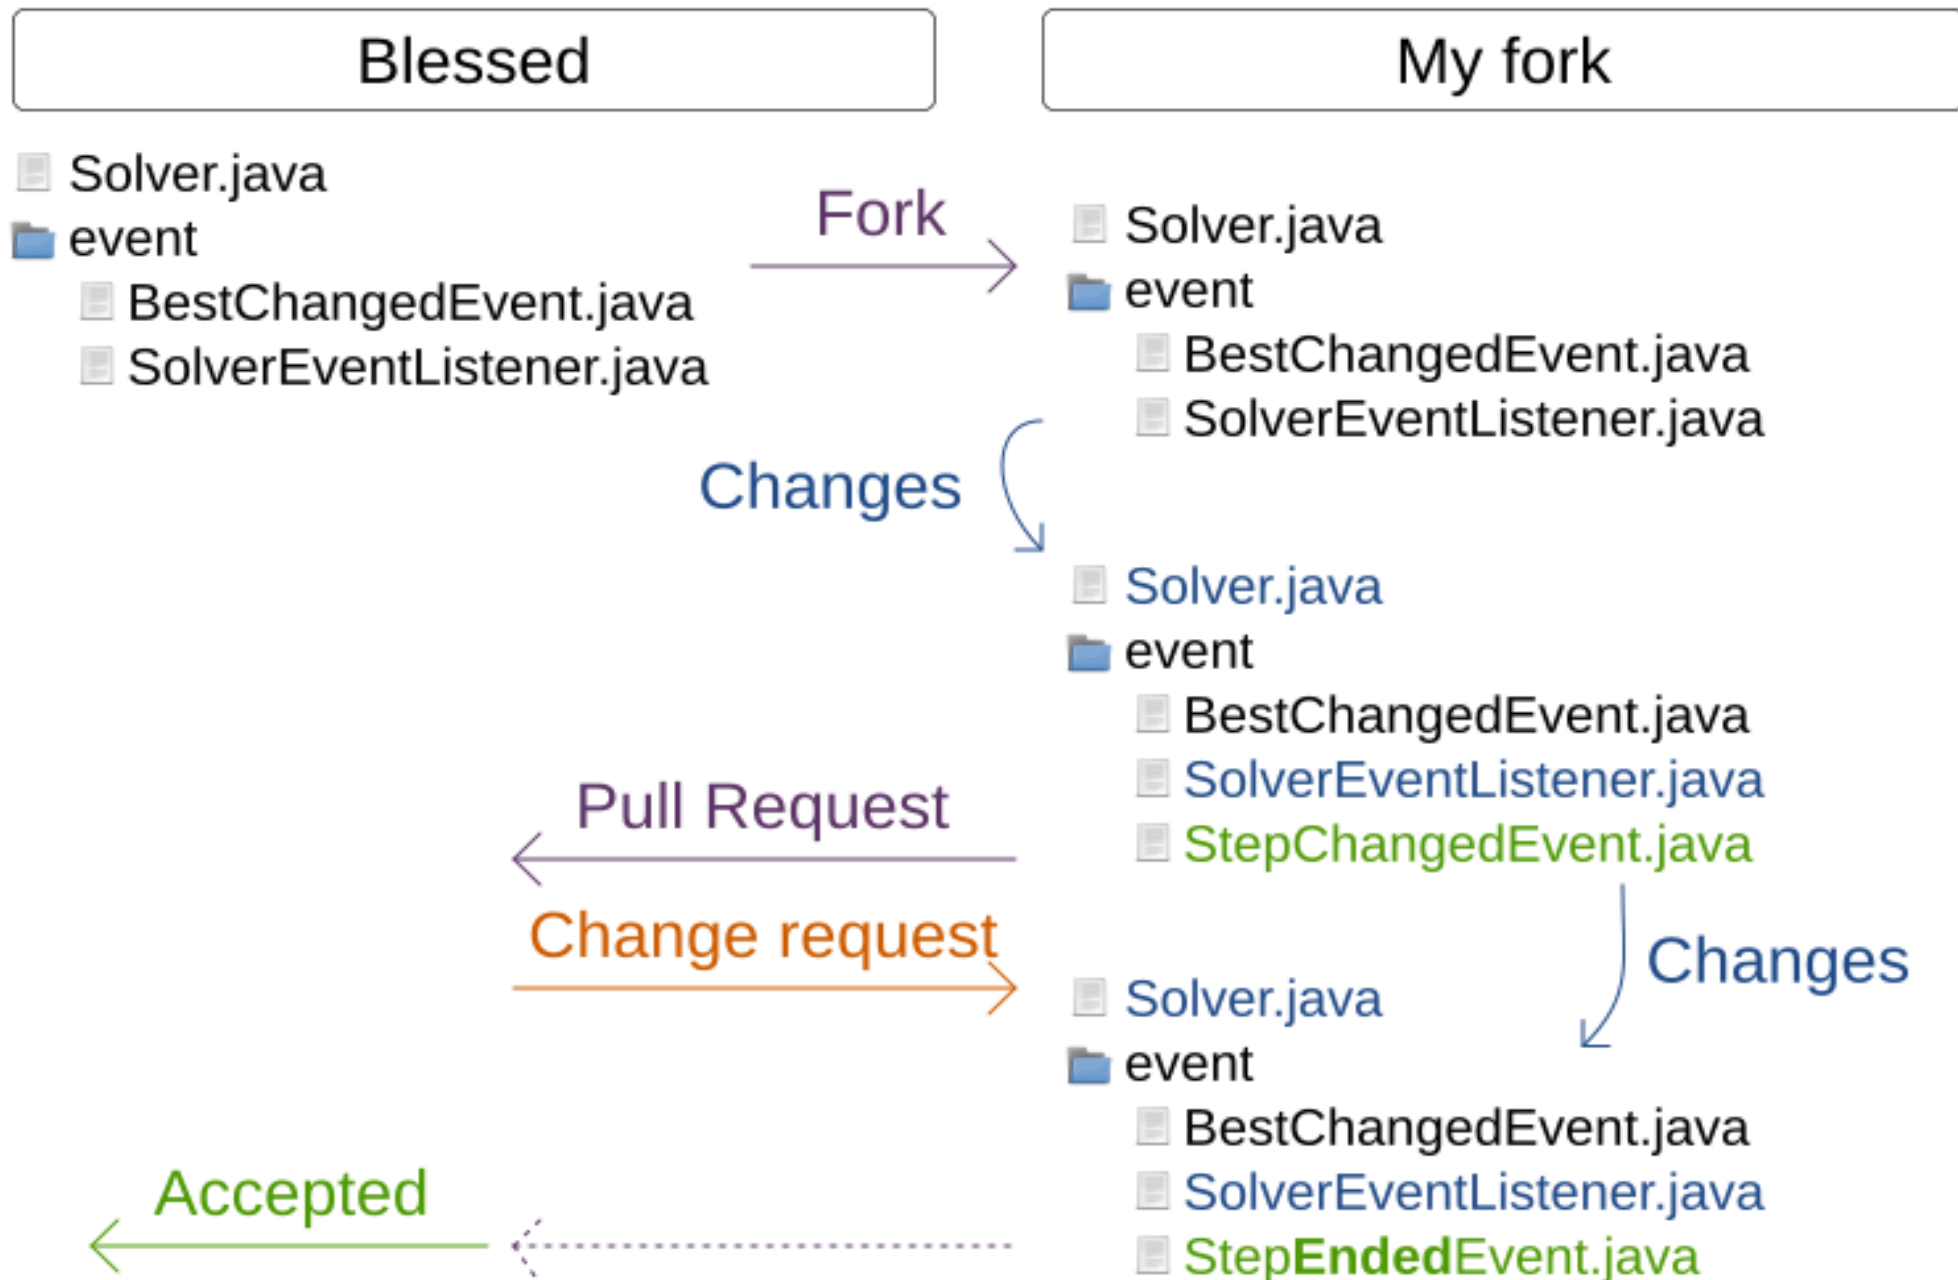 Blessed
My fork
Solver.java
event
BestChangedEvent.java
SolverEventListener.java
Fork
Solver.java
event
BestChangedEvent.java
SolverEventListener.java
Changes
Solver.java
event
BestChangedEvent.java
SolverEventListener.java
StepChangedEvent.java
Pull Request
Change request
Changes
Solver.java
event
BestChangedEvent.java
SolverEventListener.java
StepEndedEvent.java
Accepted